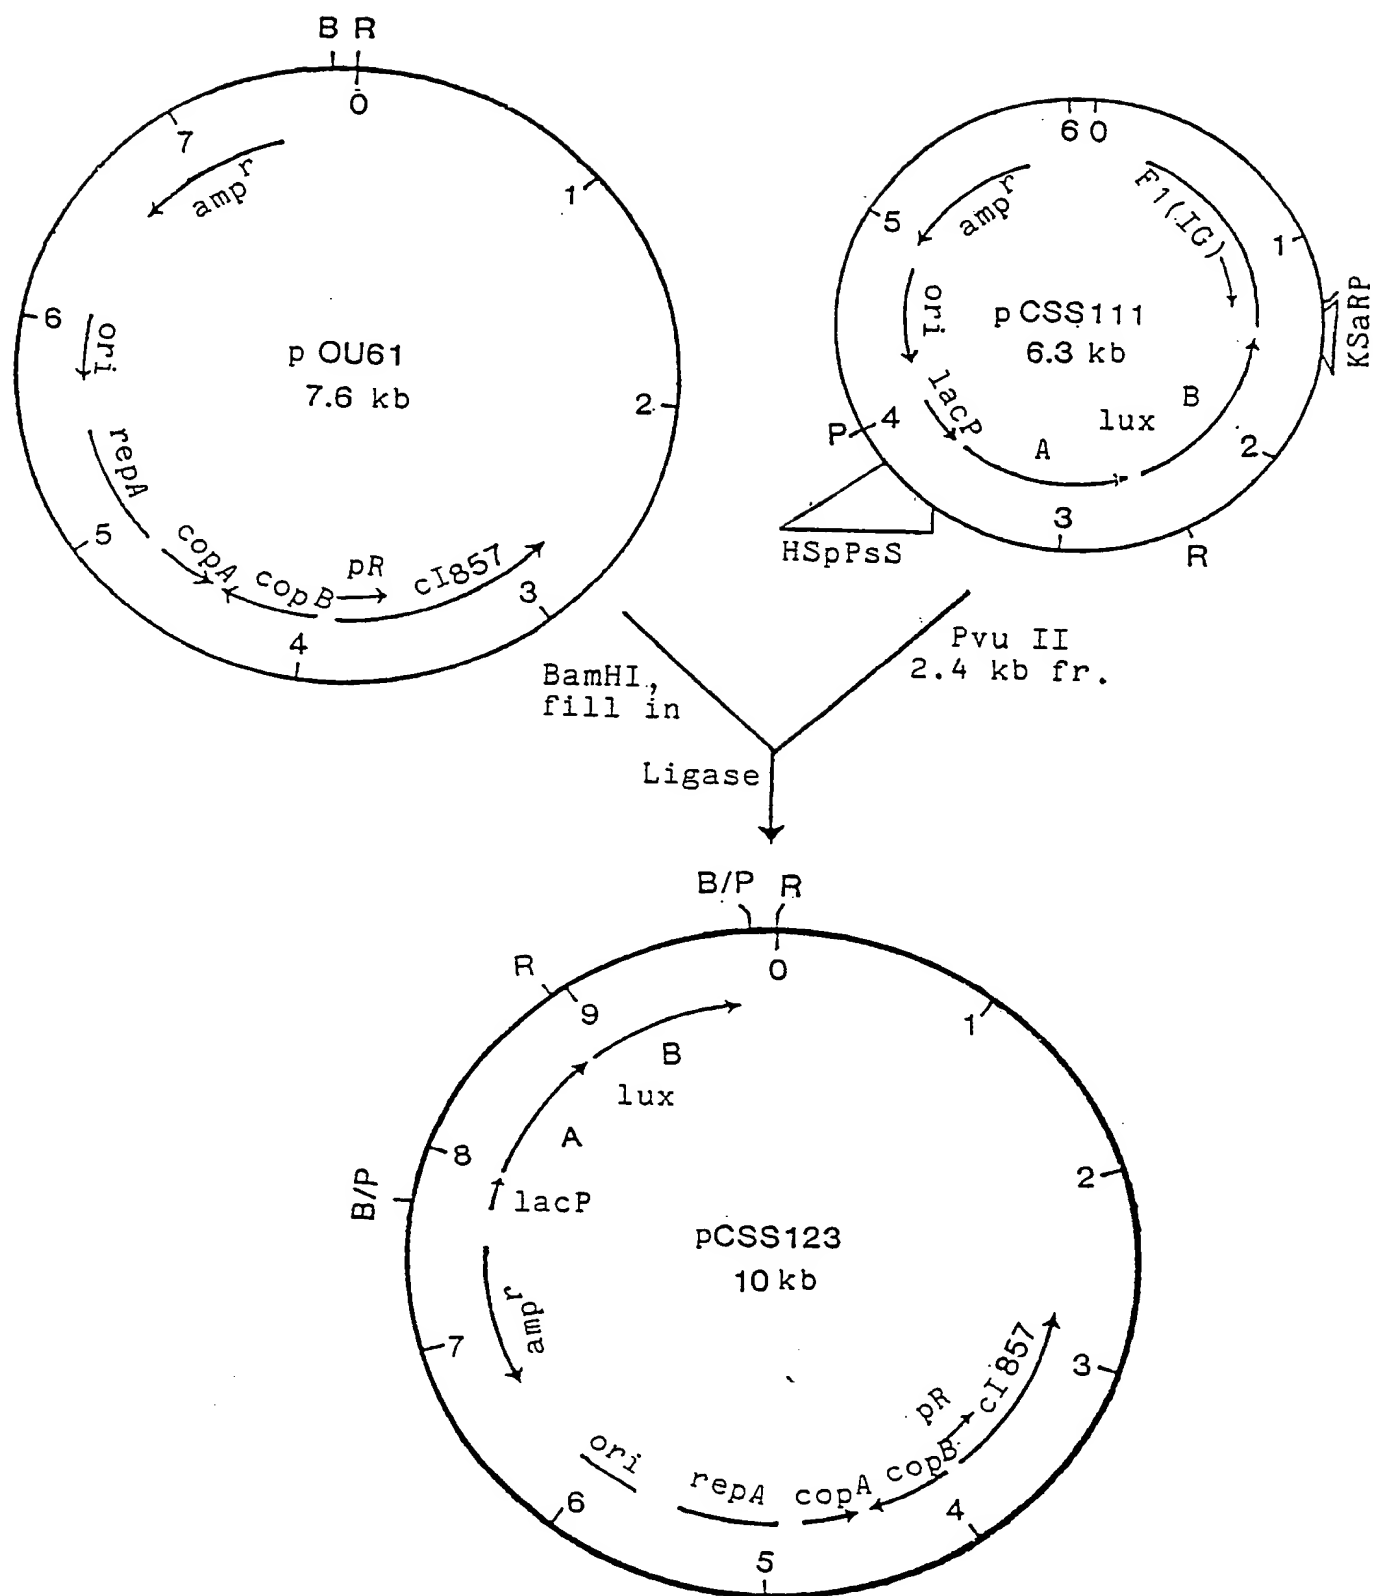 B R
0
1
2
3
4
5
6
7
amp^r
ori
repA
copA
copB
pR
cI857
p OU61
7.6 kb
6 0
1
2
3
4
5
amp^r
F1(IG)
ori
lacP
A
lux
B
p CSS111
6.3 kb
KSaRP
P
HSpPsS
R
BamHI,
fill in
Pvu II
2.4 kb fr.
Ligase
B/P R
0
1
2
3
4
5
6
7
8
9
R
B
lux
A
lacP
B/P
amp^r
pCSS123
10 kb
ori
repA
copA
copB
pR
cI857